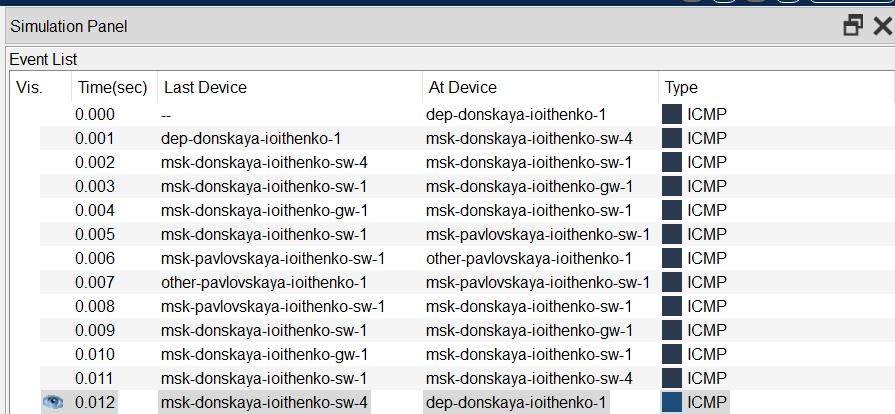 Simulation Panel
Event List
Vis. Time(sec) Last Device At Device Type
0.000 -- dep-donskaya-ioithenko-1 ICMP
0.001 dep-donskaya-ioithenko-1 msk-donskaya-ioithenko-sw-4 ICMP
0.002 msk-donskaya-ioithenko-sw-4 msk-donskaya-ioithenko-sw-1 ICMP
0.003 msk-donskaya-ioithenko-sw-1 msk-donskaya-ioithenko-gw-1 ICMP
0.004 msk-donskaya-ioithenko-gw-1 msk-donskaya-ioithenko-sw-1 ICMP
0.005 msk-donskaya-ioithenko-sw-1 msk-pavlovskaya-ioithenko-sw-1 ICMP
0.006 msk-pavlovskaya-ioithenko-sw-1 other-pavlovskaya-ioithenko-1 ICMP
0.007 other-pavlovskaya-ioithenko-1 msk-pavlovskaya-ioithenko-sw-1 ICMP
0.008 msk-pavlovskaya-ioithenko-sw-1 msk-donskaya-ioithenko-sw-1 ICMP
0.009 msk-donskaya-ioithenko-sw-1 msk-donskaya-ioithenko-gw-1 ICMP
0.010 msk-donskaya-ioithenko-gw-1 msk-donskaya-ioithenko-sw-1 ICMP
0.011 msk-donskaya-ioithenko-sw-1 msk-donskaya-ioithenko-sw-4 ICMP
0.012 msk-donskaya-ioithenko-sw-4 dep-donskaya-ioithenko-1 ICMP